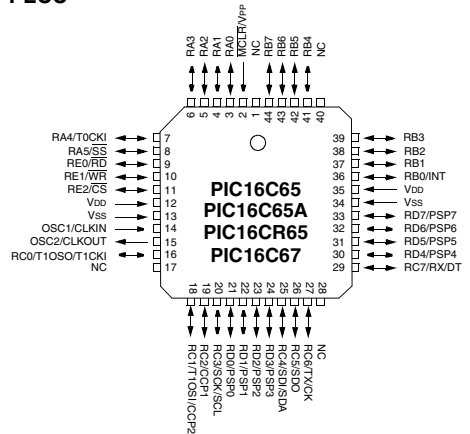 PLCC
RA3
RA2
RA1
RA0
MCLR/VPP
NC
RB7
RB6
RB5
RB4
NC
6
5
4
3
2
1
44
43
42
41
40
RA4/T0CKI 7
RA5/SS 8
RE0/RD 9
RE1/WR 10
RE2/CS 11
VDD 12
VSS 13
OSC1/CLKIN 14
OSC2/CLKOUT 15
RC0/T1OSO/T1CKI 16
NC 17
PIC16C65
PIC16C65A
PIC16CR65
PIC16C67
39 RB3
38 RB2
37 RB1
36 RB0/INT
35 VDD
34 VSS
33 RD7/PSP7
32 RD6/PSP6
31 RD5/PSP5
30 RD4/PSP4
29 RC7/RX/DT
18
19
20
21
22
23
24
25
26
27
28
RC1/T1OSI/CCP2
RC2/CCP1
RC3/SCK/SCL
RD0/PSP0
RD1/PSP1
RD2/PSP2
RD3/PSP3
RC4/SDI/SDA
RC5/SDO
RC6/TX/CK
NC